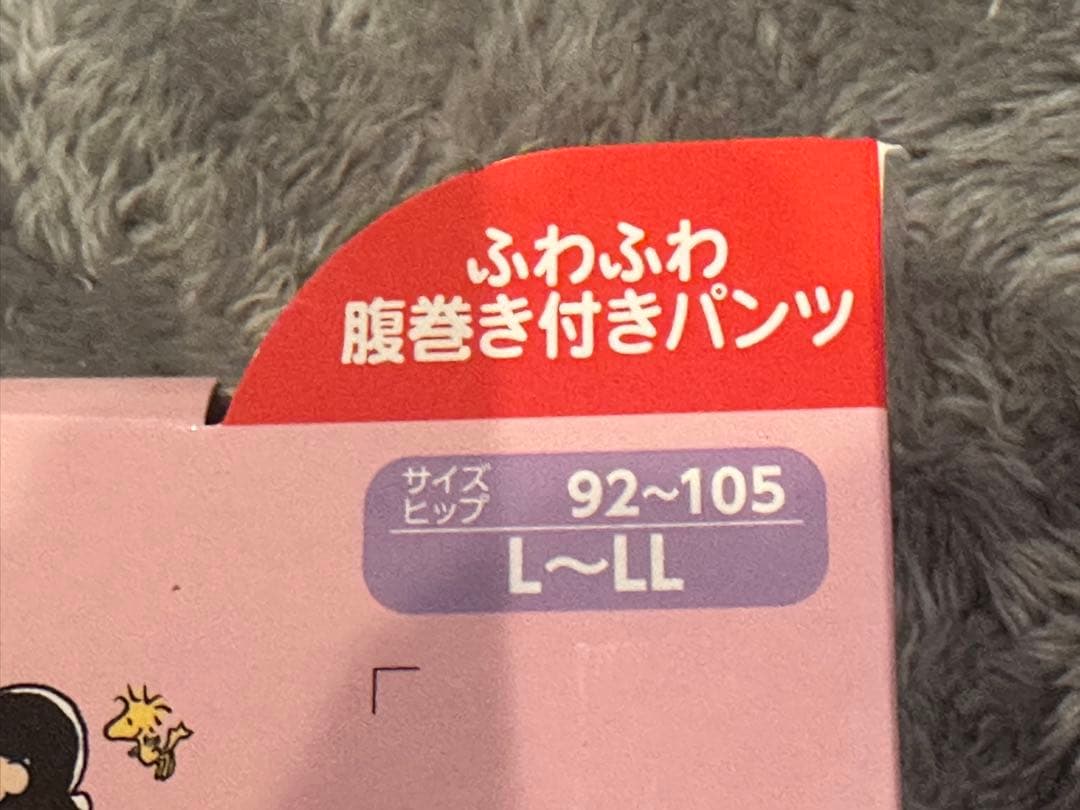 ふわふわ
腹巻き付きパンツ
サイズ
ヒップ 92~105
L~LL